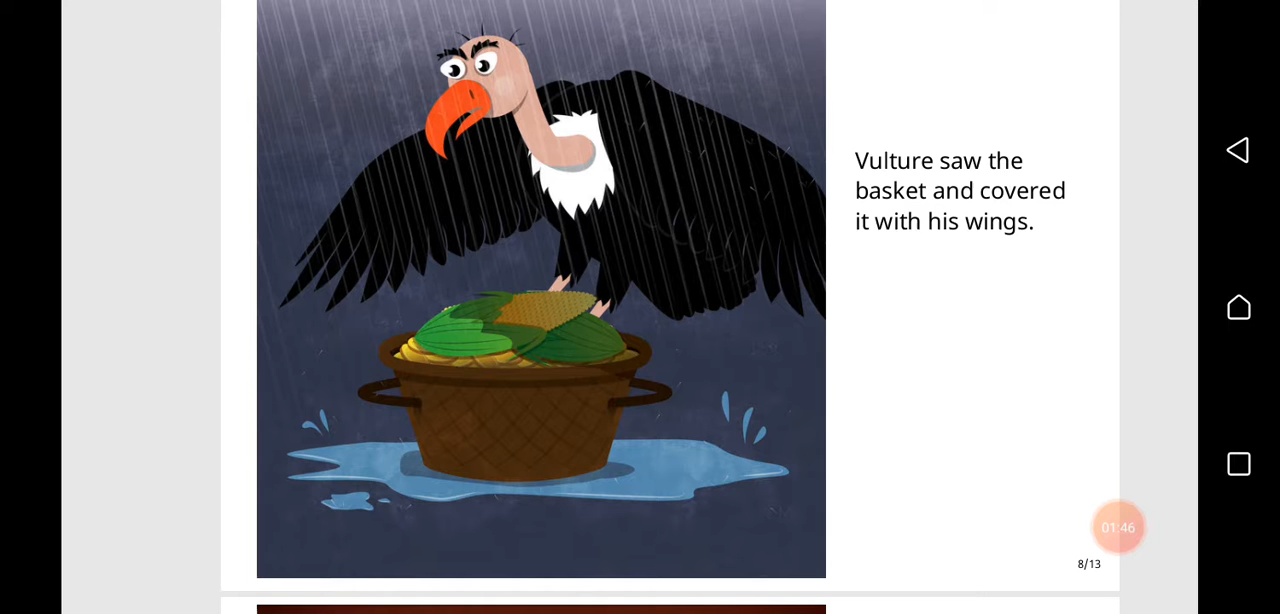 Vulture saw the
basket and covered
it with his wings.
01:46
8/13